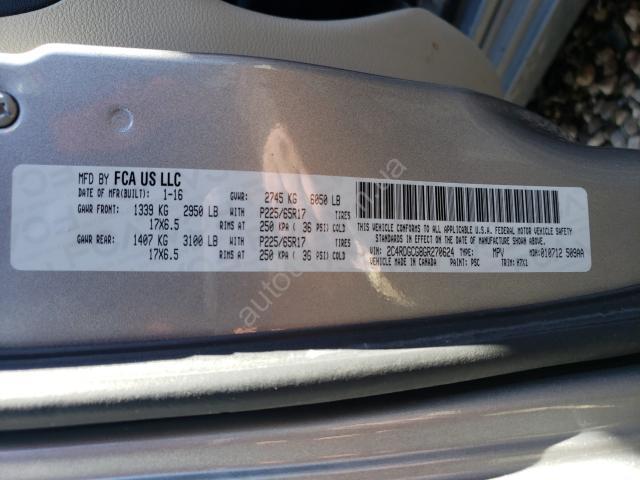 MFD BY FCA US LLC
DATE OF MFR(BUILT): 1-16 GVWR: 2745 KG 6050 LB
GAWR FRONT: 1339 KG 2950 LB WITH P225/65R17 TIRES
17X6.5 RIMS AT 250 KPA ( 36 PSI) COLD
GAWR REAR: 1407 KG 3100 LB WITH P225/65R17 TIRES
17X6.5 RIMS AT 250 KPA ( 36 PSI) COLD
THIS VEHICLE CONFORMS TO ALL APPLICABLE U.S.A. FEDERAL MOTOR VEHICLE SAFETY
STANDARDS IN EFFECT ON THE DATE OF MANUFACTURE SHOWN ABOVE.
VIN: 2C4RDGCG8GR270624 TYPE: MPV MDH: 010712 509AA
VEHICLE MADE IN CANADA PAINT: PSC TRIM: H7X1